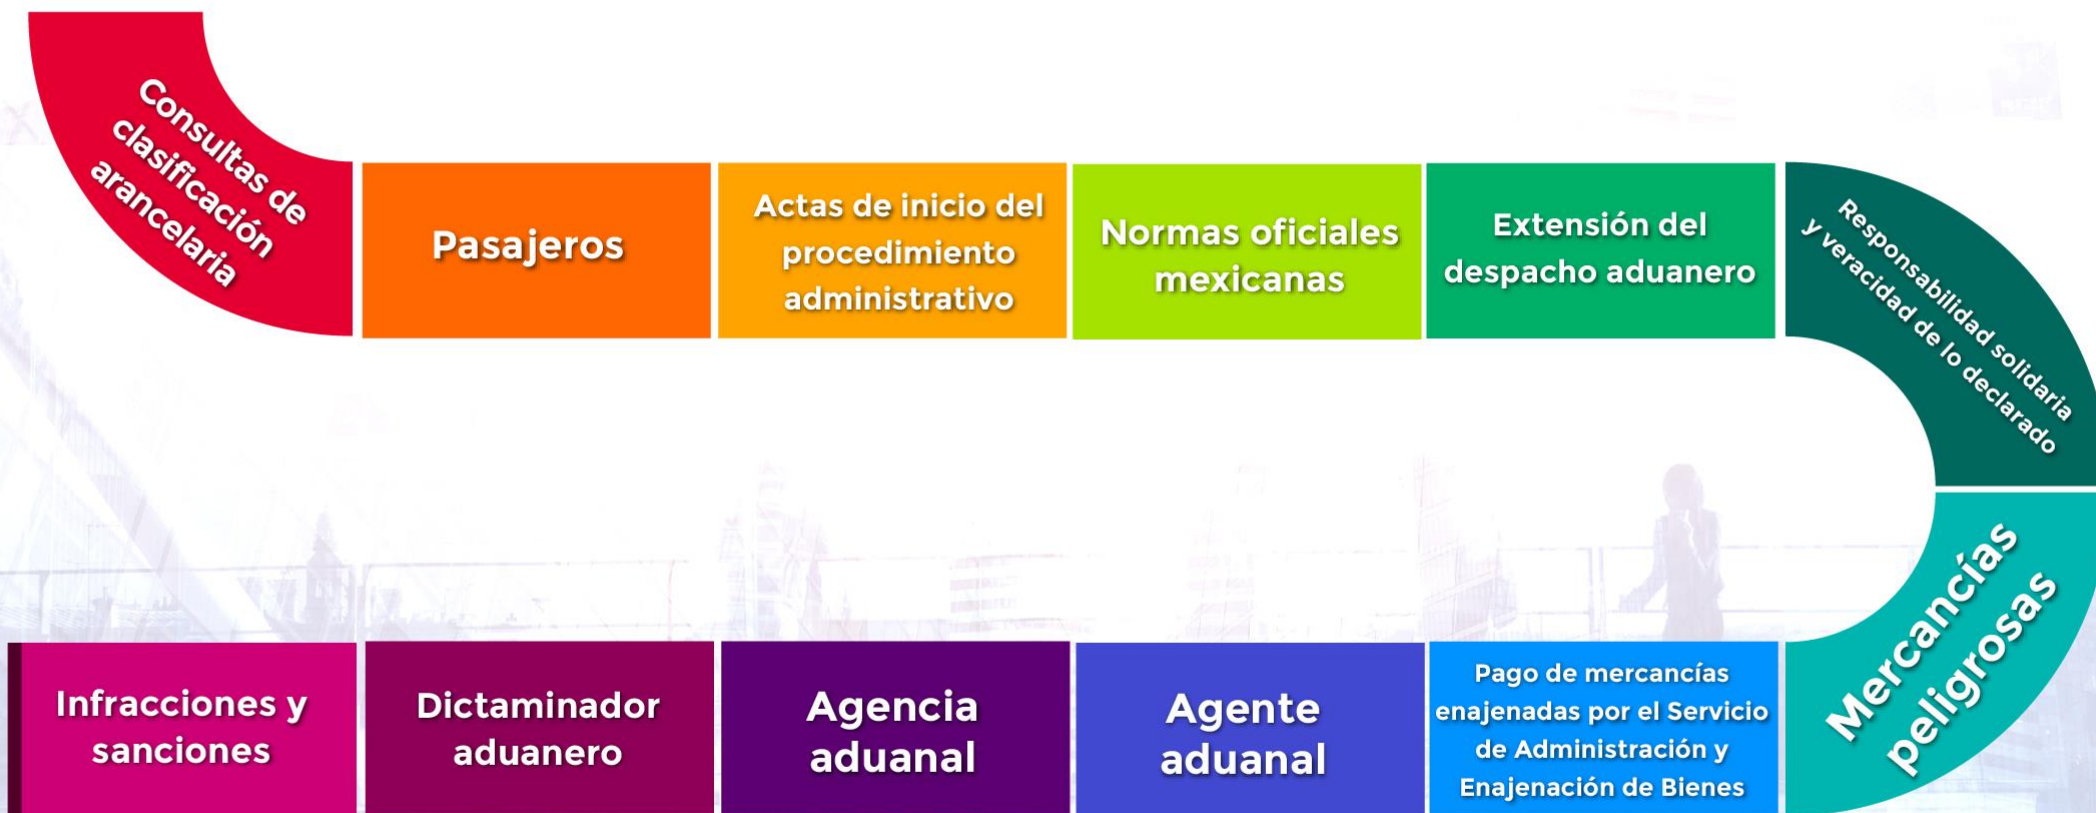 Consultas de
clasificación
arancelaria
Pasajeros
Actas de inicio del
procedimiento
administrativo
Normas oficiales
mexicanas
Extensión del
despacho aduanero
Responsabilidad solidaria
y veracidad de lo declarado
Mercancías
peligrosas
Pago de mercancías
enajenadas por el Servicio
de Administración y
Enajenación de Bienes
Agente
aduanal
Agencia
aduanal
Dictaminador
aduanero
Infracciones y
sanciones